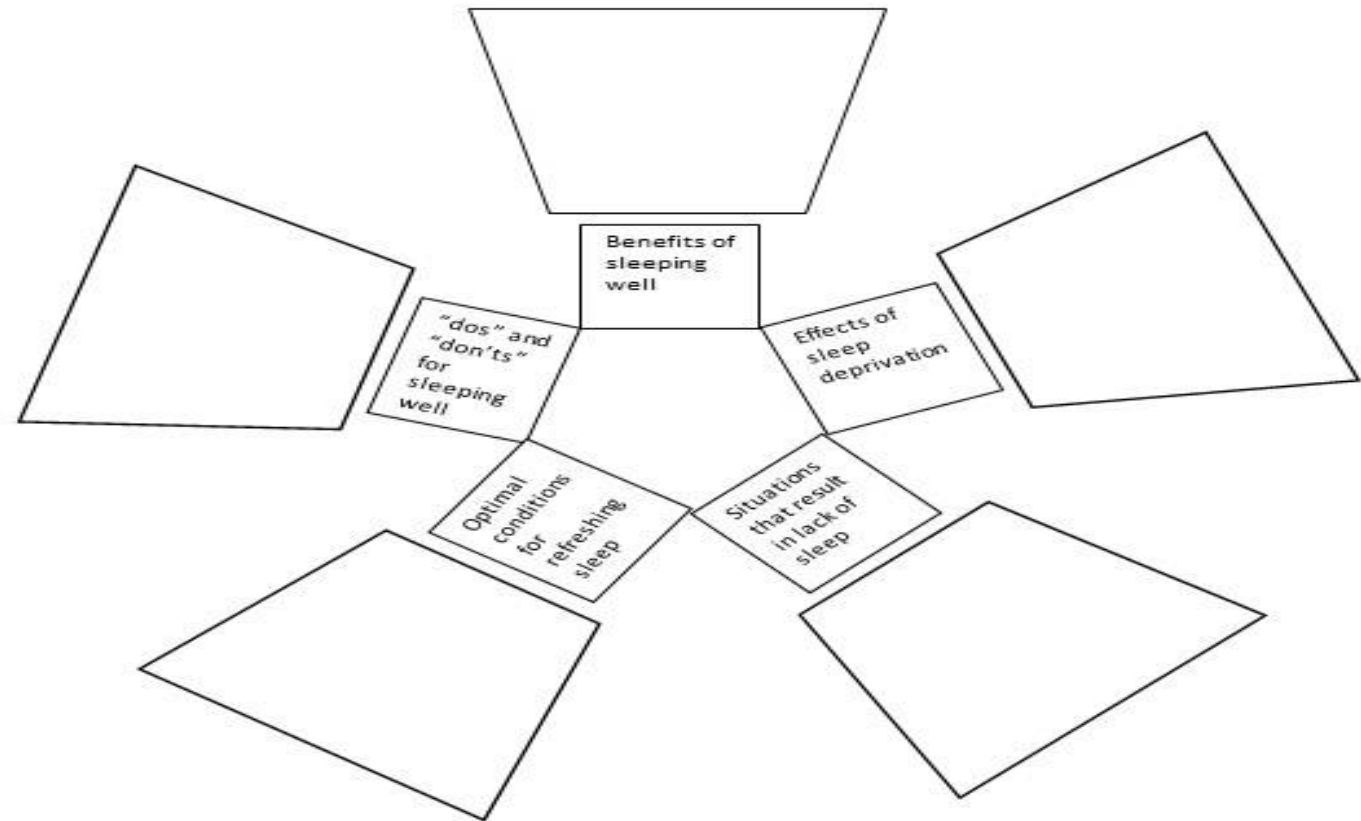 Benefits of
sleeping
well
Effects of
sleep
deprivation
Situations
that result
in lack of
sleep
Optimal
conditions
for
refreshing
sleep
“dos” and
“don’ts”
for
sleeping
well